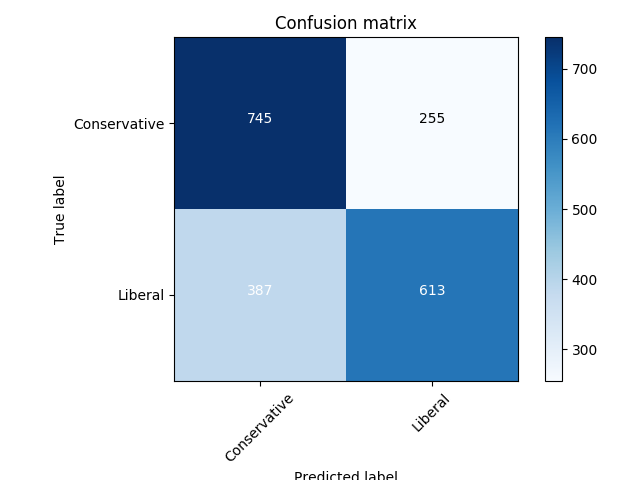 Confusion matrix
Conservative
745
255
700
600
500
400
300
True label
Liberal
387
613
Conservative
Liberal
Predicted label